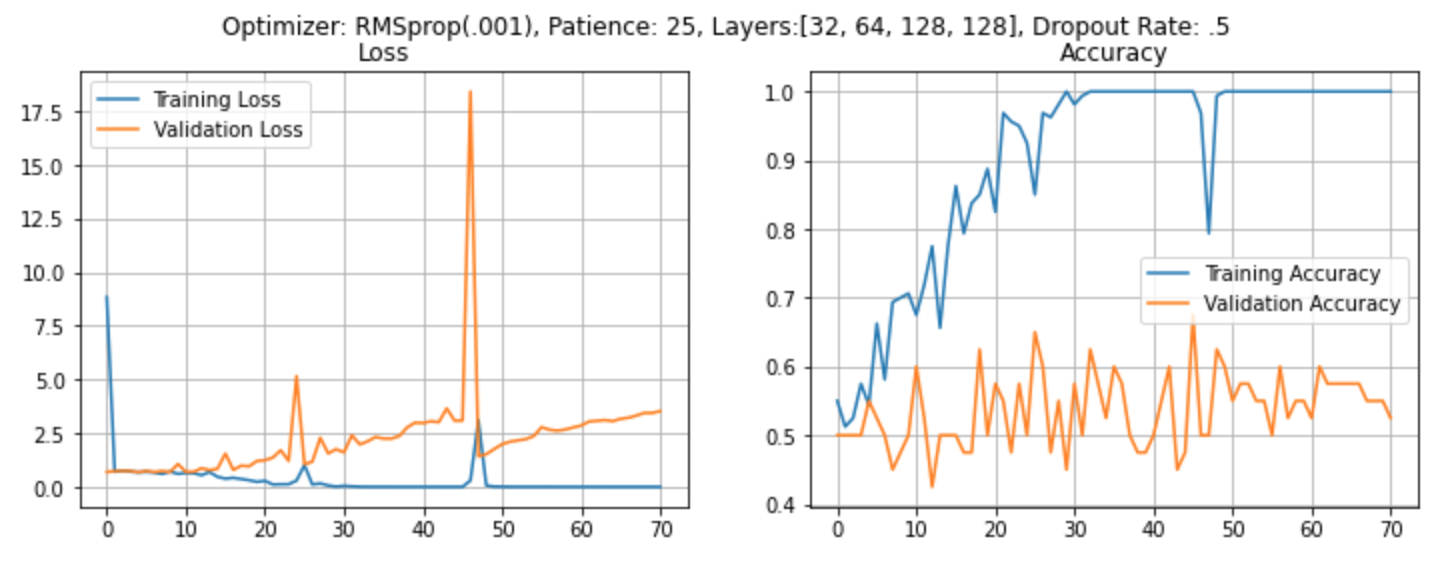 Optimizer: RMSprop(.001), Patience: 25, Layers:[32, 64, 128, 128], Dropout Rate: .5
Loss
Training Loss
Validation Loss
17.5
15.0
12.5
10.0
7.5
5.0
2.5
0.0
0 10 20 30 40 50 60 70
Accuracy
1.0
0.9
0.8
0.7
0.6
0.5
0.4
Training Accuracy
Validation Accuracy
0 10 20 30 40 50 60 70